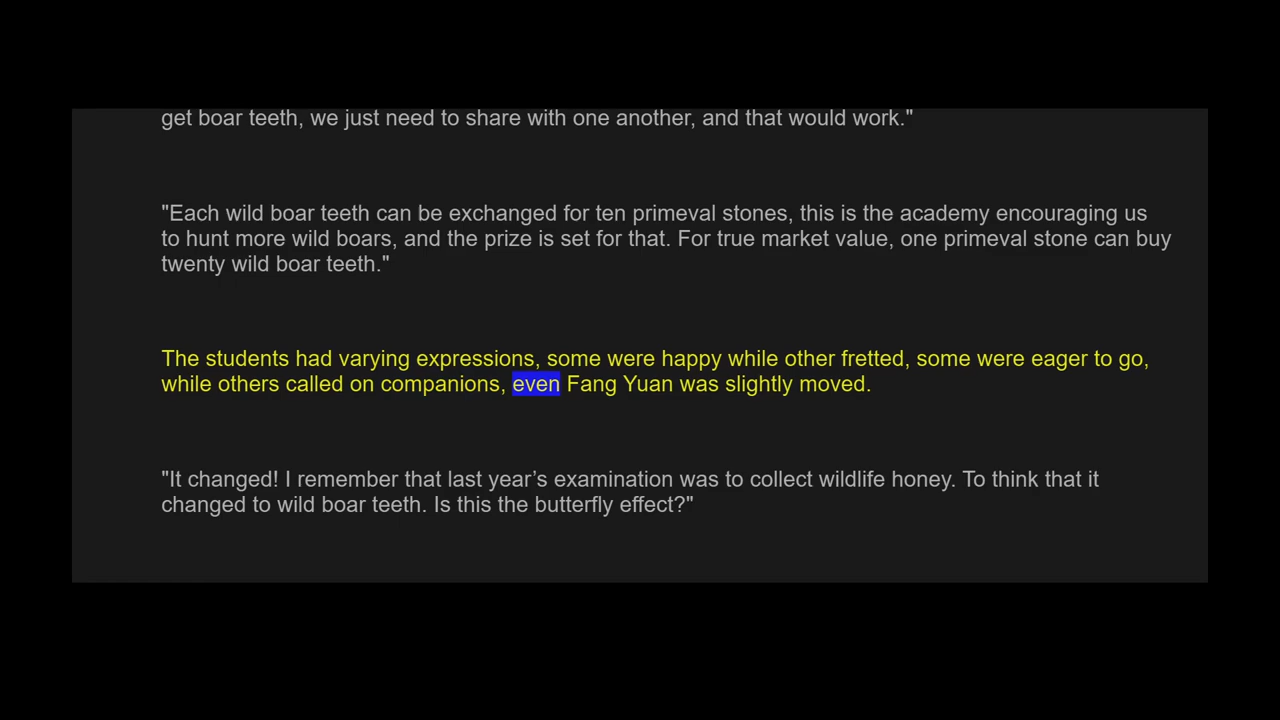 get boar teeth, we just need to share with one another, and that would work."
"Each wild boar teeth can be exchanged for ten primeval stones, this is the academy encouraging us
to hunt more wild boars, and the prize is set for that. For true market value, one primeval stone can buy
twenty wild boar teeth."
The students had varying expressions, some were happy while other fretted, some were eager to go,
while others called on companions, even Fang Yuan was slightly moved.
"It changed! I remember that last year’s examination was to collect wildlife honey. To think that it
changed to wild boar teeth. Is this the butterfly effect?"